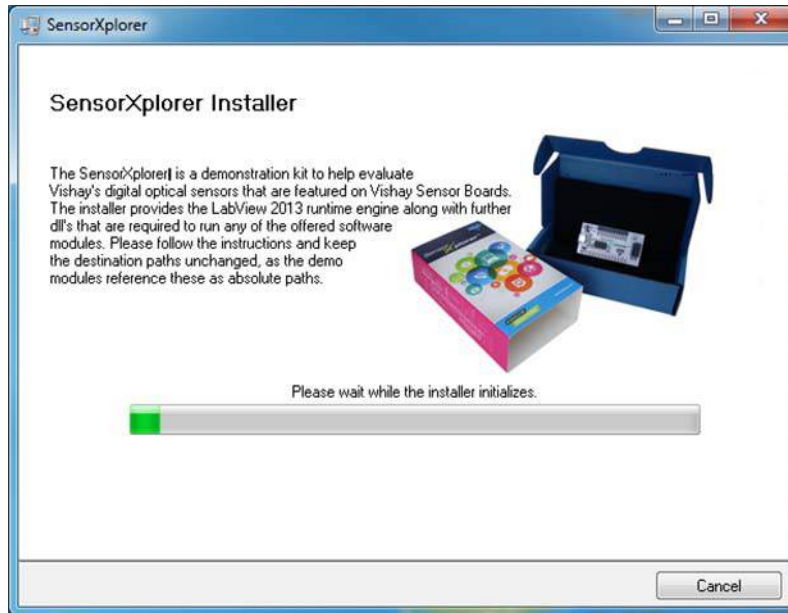 SensorXplorer
SensorXplorer Installer
The SensorXplorer| is a demonstration kit to help evaluate
Vishay's digital optical sensors that are featured on Vishay Sensor Boards.
The installer provides the LabView 2013 runtime engine along with further
dll's that are required to run any of the offered software
modules. Please follow the instructions and keep
the destination paths unchanged, as the demo
modules reference these as absolute paths.
SensorXplorer
Please wait while the installer initializes.
Cancel